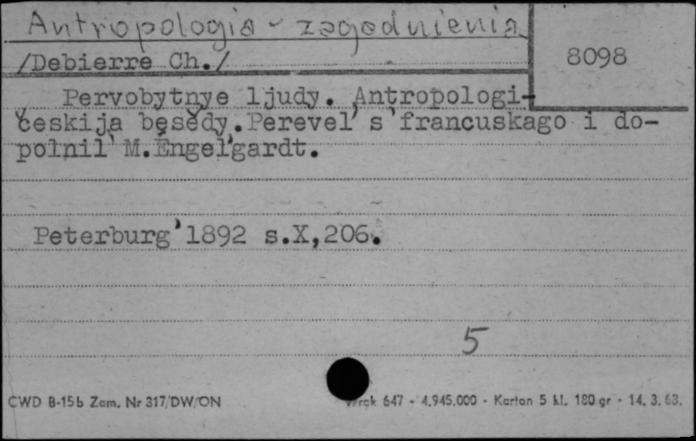 Antropologia - zagadnienia
8098
/Debierre Ch./
Pervobytnye ljudy. Antropologi-
českija besědy. Perevel' s' francuskago i do-
polnil' M. Engel'gardt.
Peterburg' 1892 s.X,206.
5
CWD B-15b Zam. Nr 317/DW/ON
647 - 4.945.000 - Karton 5 kl. 180 gr - 14. 3. 63.